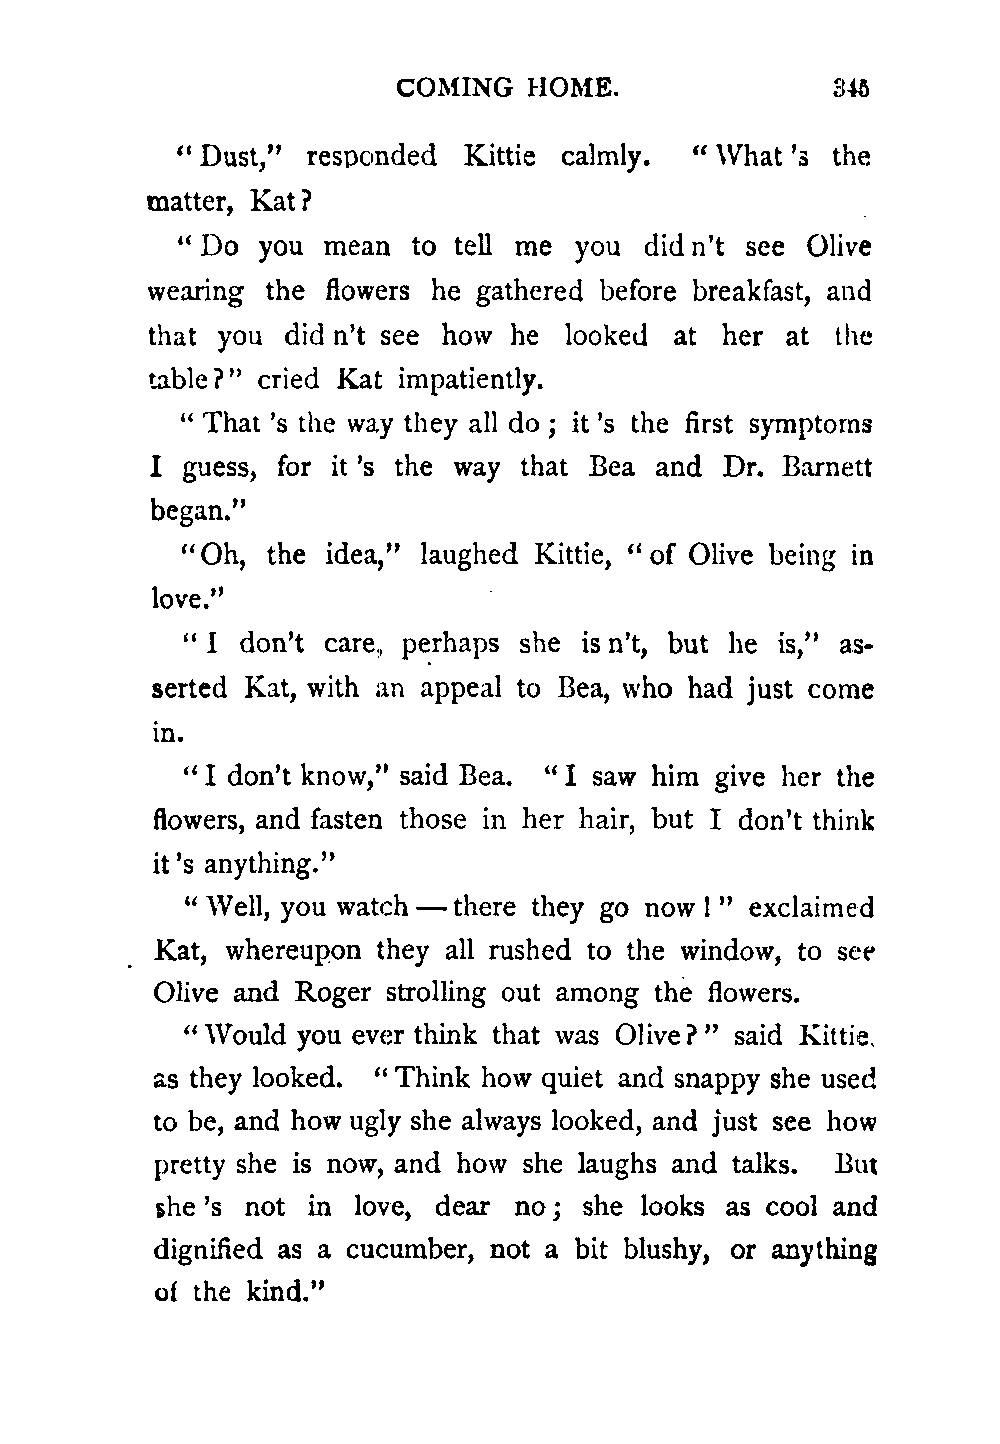 COMING HOME. 345
“ Dust,” responded Kittie calmly. “ What 's the
matter, Kat ?
“ Do you mean to tell me you did n't see Olive
wearing the flowers he gathered before breakfast, and
that you did n't see how he looked at her at the
table ? ” cried Kat impatiently.
“ That 's the way they all do ; it 's the first symptoms
I guess, for it 's the way that Bea and Dr. Barnett
began.”
“ Oh, the idea,” laughed Kittie, “ of Olive being in
love.”
“ I don't care, perhaps she is n't, but he is,” as-
serted Kat, with an appeal to Bea, who had just come
in.
“ I don't know,” said Bea. “ I saw him give her the
flowers, and fasten those in her hair, but I don't think
it 's anything.”
“ Well, you watch — there they go now ! ” exclaimed
Kat, whereupon they all rushed to the window, to see
Olive and Roger strolling out among the flowers.
“ Would you ever think that was Olive ? ” said Kittie,
as they looked. “ Think how quiet and snappy she used
to be, and how ugly she always looked, and just see how
pretty she is now, and how she laughs and talks. But
she 's not in love, dear no ; she looks as cool and
dignified as a cucumber, not a bit blushy, or anything
of the kind.”